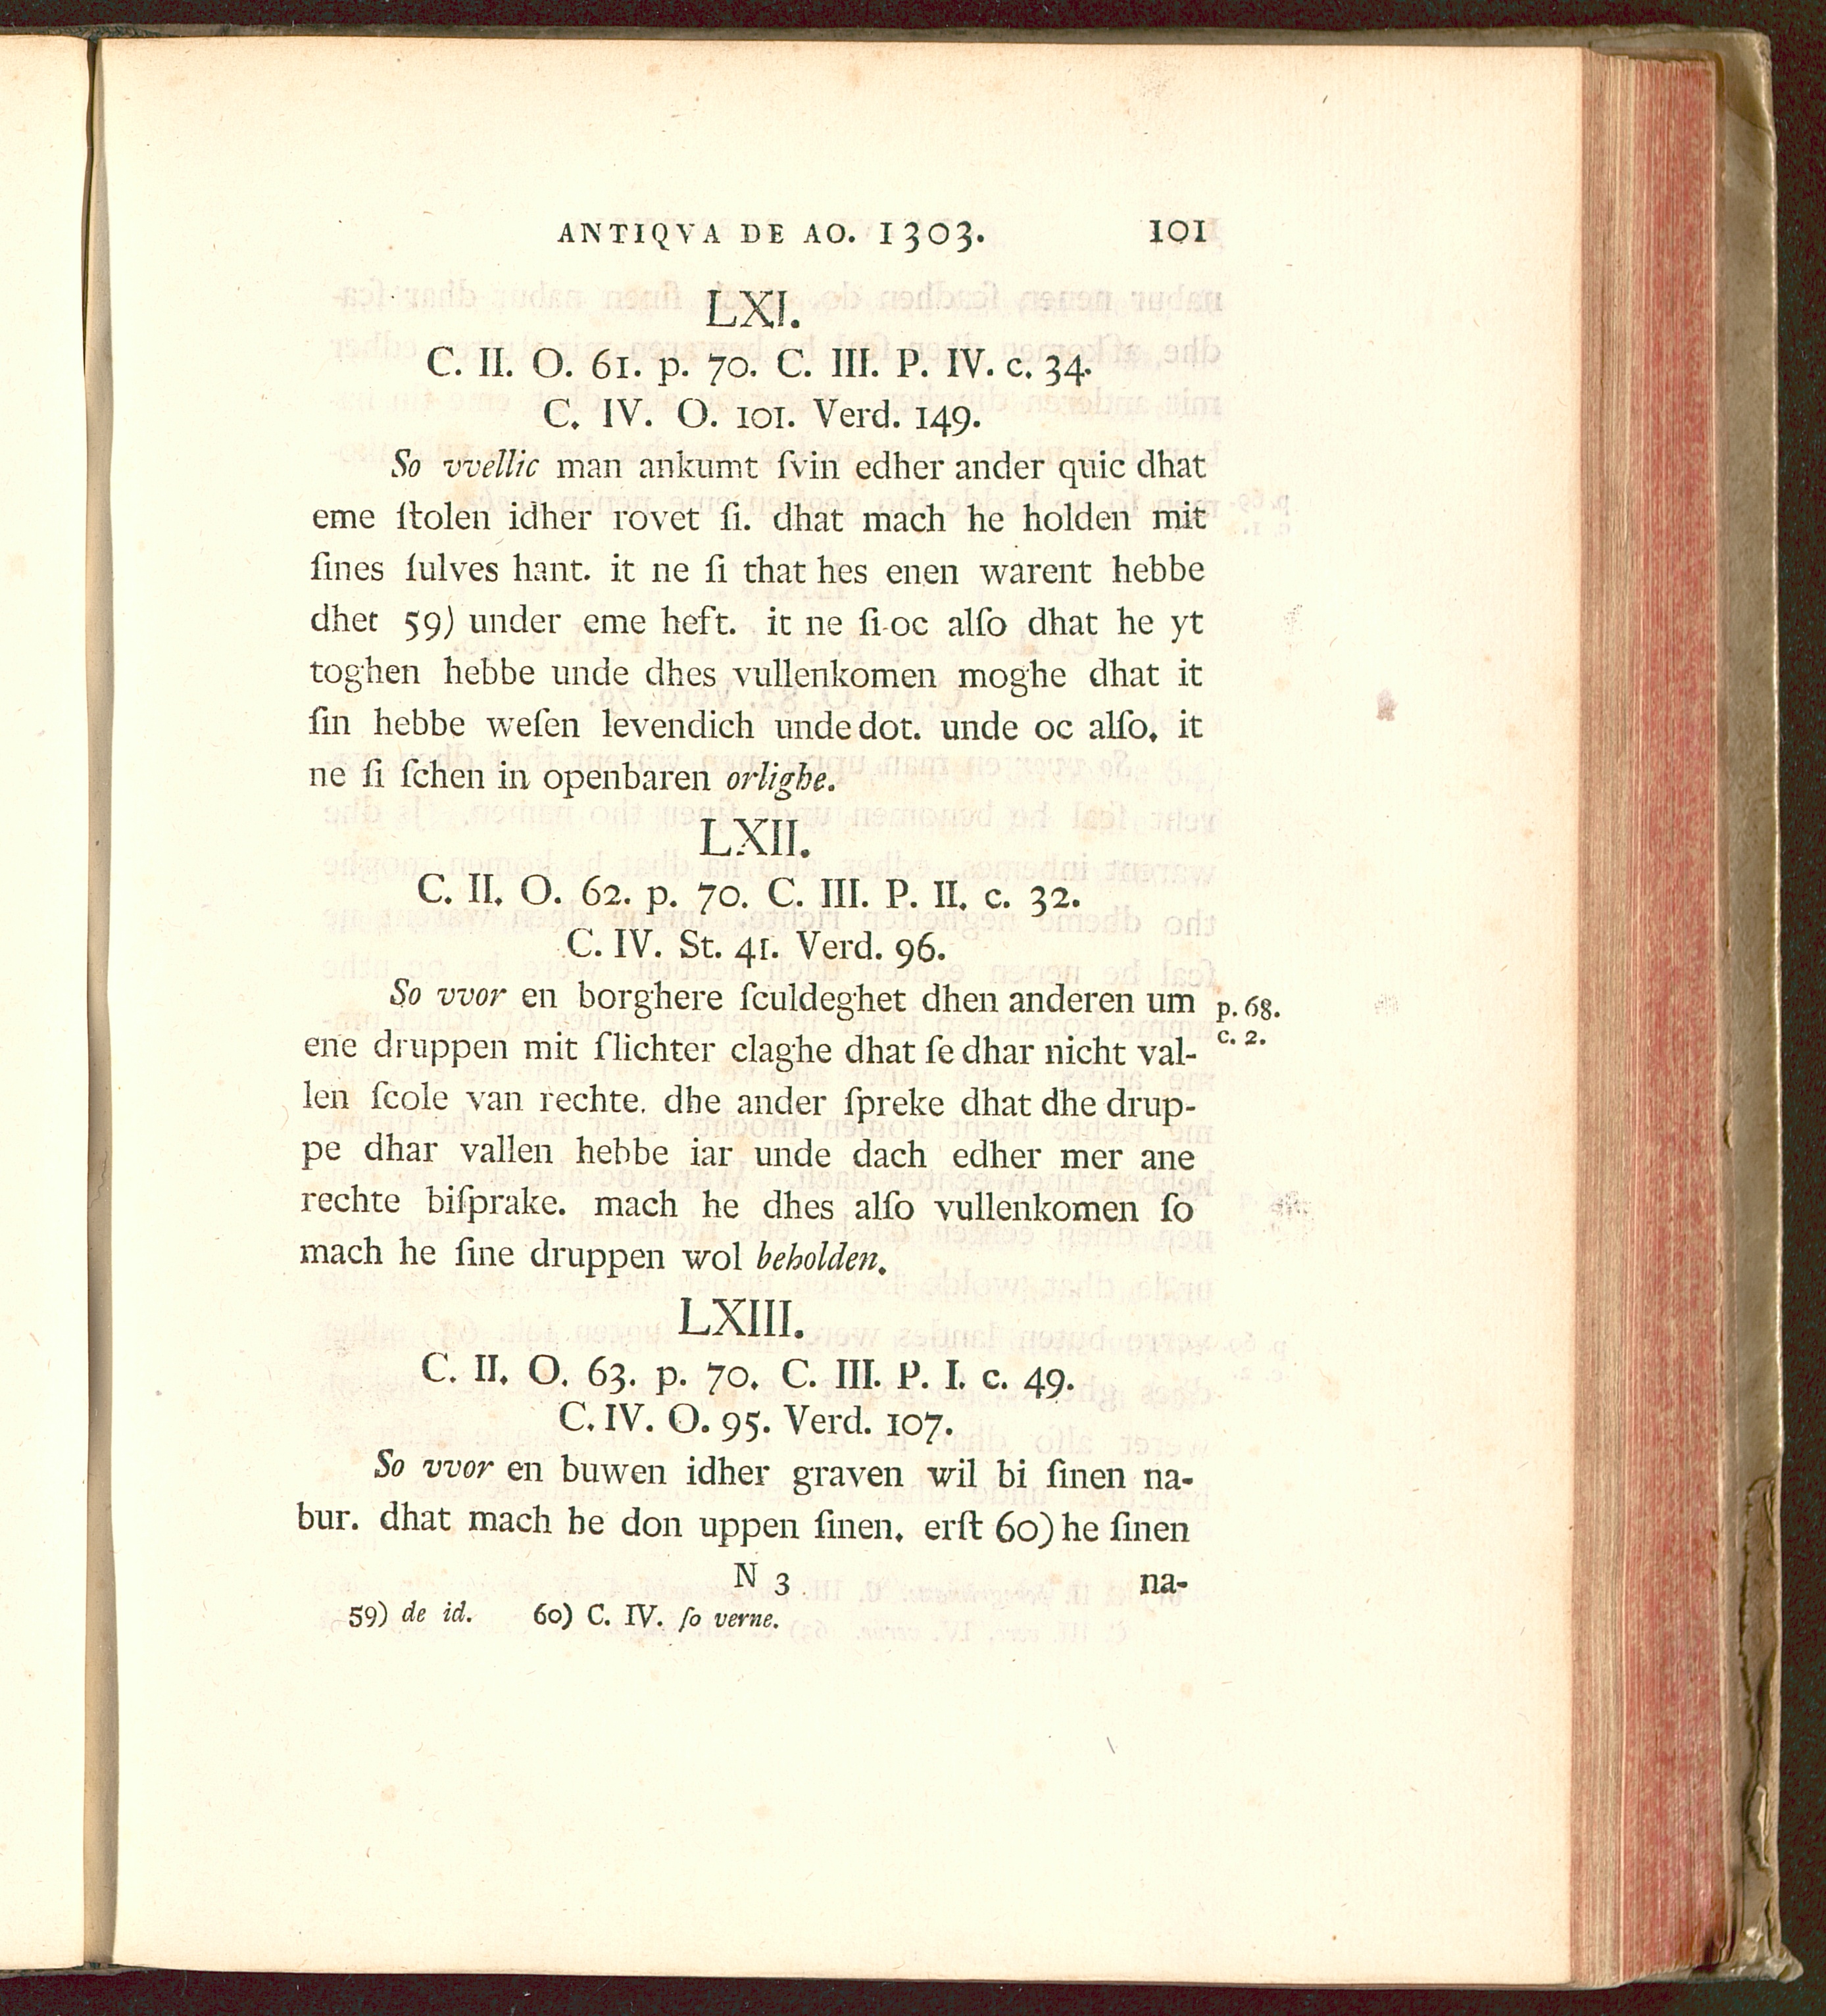 ANTIQVA DE AO. 1303. 101
LXI.
C. II. O. 61. p. 70. C. III. P. IV. c. 34.
C. IV. O. 101. Verd. 149.
So vvellic man ankumt ſvin edher ander quic dhat
eme ſtolen idher rovet ſi. dhat mach he holden mit
ſines ſulves hant. it ne ſi that hes enen warent hebbe
dhet 59) under eme heft. it ne ſi-oc alſo dhat he yt
toghen hebbe unde dhes vullenkomen moghe dhat it
ſin hebbe weſen levendich unde dot. unde oc alſo. it
ne ſi ſchen in openbaren orlighe.
LXII.
C. II. O. 62. p. 70. C. III. P. II. c. 32.
C. IV. St. 41. Verd. 96.
So vvor en borghere ſculdeghet dhen anderen um p. 68.
ene druppen mit ſlichter claghe dhat ſe dhar nicht val- c. 2.
len ſcole van rechte. dhe ander ſpreke dhat dhe drup-
pe dhar vallen hebbe iar unde dach edher mer ane
rechte biſprake. mach he dhes alſo vullenkomen ſo
mach he ſine druppen wol beholden.
LXIII.
C. II. O. 63. p. 70. C. III. P. I. c. 49.
C. IV. O. 95. Verd. 107.
So vvor en buwen idher graven wil bi ſinen na-
bur. dhat mach he don uppen ſinen. erſt 60) he ſinen
N 3 na-
59) de id. 60) C. IV. ſo verne.